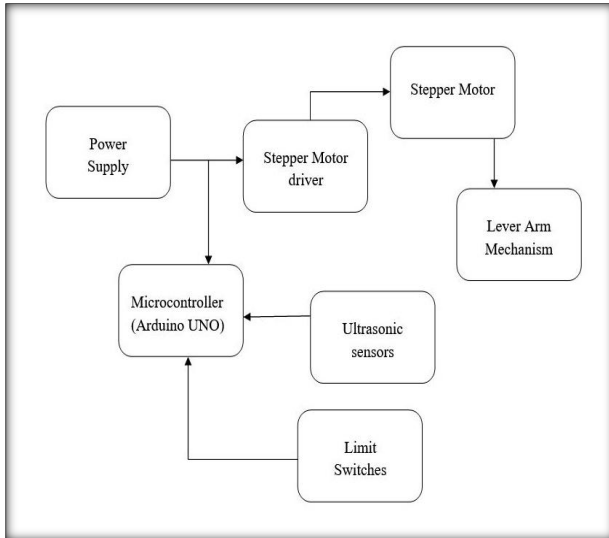 Stepper Motor
Power
Supply
Stepper Motor
driver
Lever Arm
Mechanism
Microcontroller
(Arduino UNO)
Ultrasonic
sensors
Limit
Switches